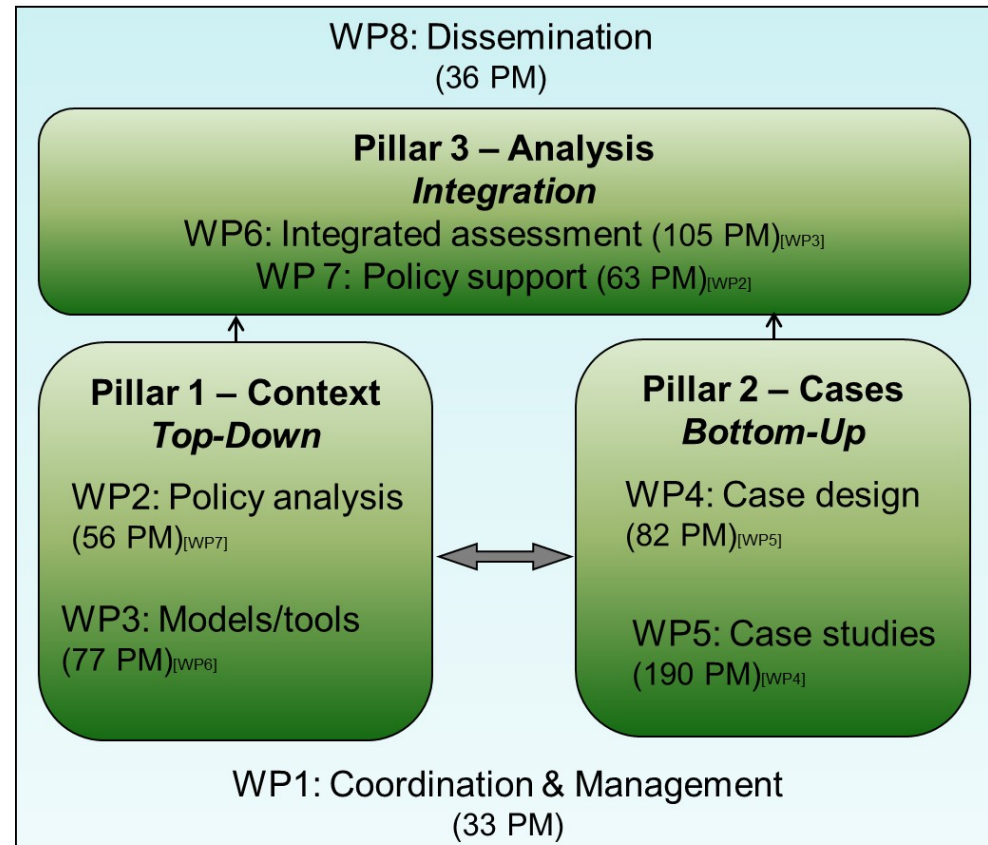 WP8: Dissemination
(36 PM)
Pillar 3 – Analysis
Integration
WP6: Integrated assessment (105 PM)[WP3]
WP 7: Policy support (63 PM)[WP2]
Pillar 1 – Context
Top-Down
WP2: Policy analysis
(56 PM)[WP7]
WP3: Models/tools
(77 PM)[WP6]
Pillar 2 – Cases
Bottom-Up
WP4: Case design
(82 PM)[WP5]
WP5: Case studies
(190 PM)[WP4]
WP1: Coordination & Management
(33 PM)